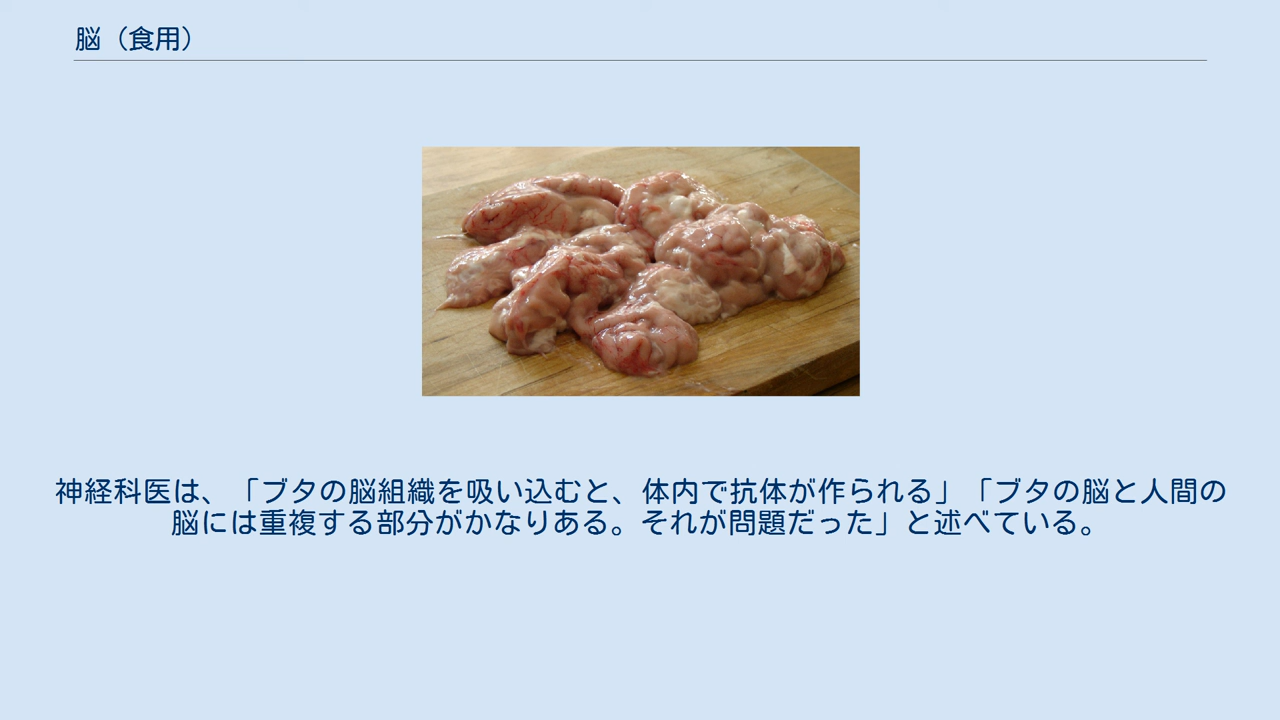 脳（食用）
神経科医は、「ブタの脳組織を吸い込むと、体内で抗体が作られる」「ブタの脳と人間の
脳には重複する部分がかなりある。それが問題だった」と述べている。